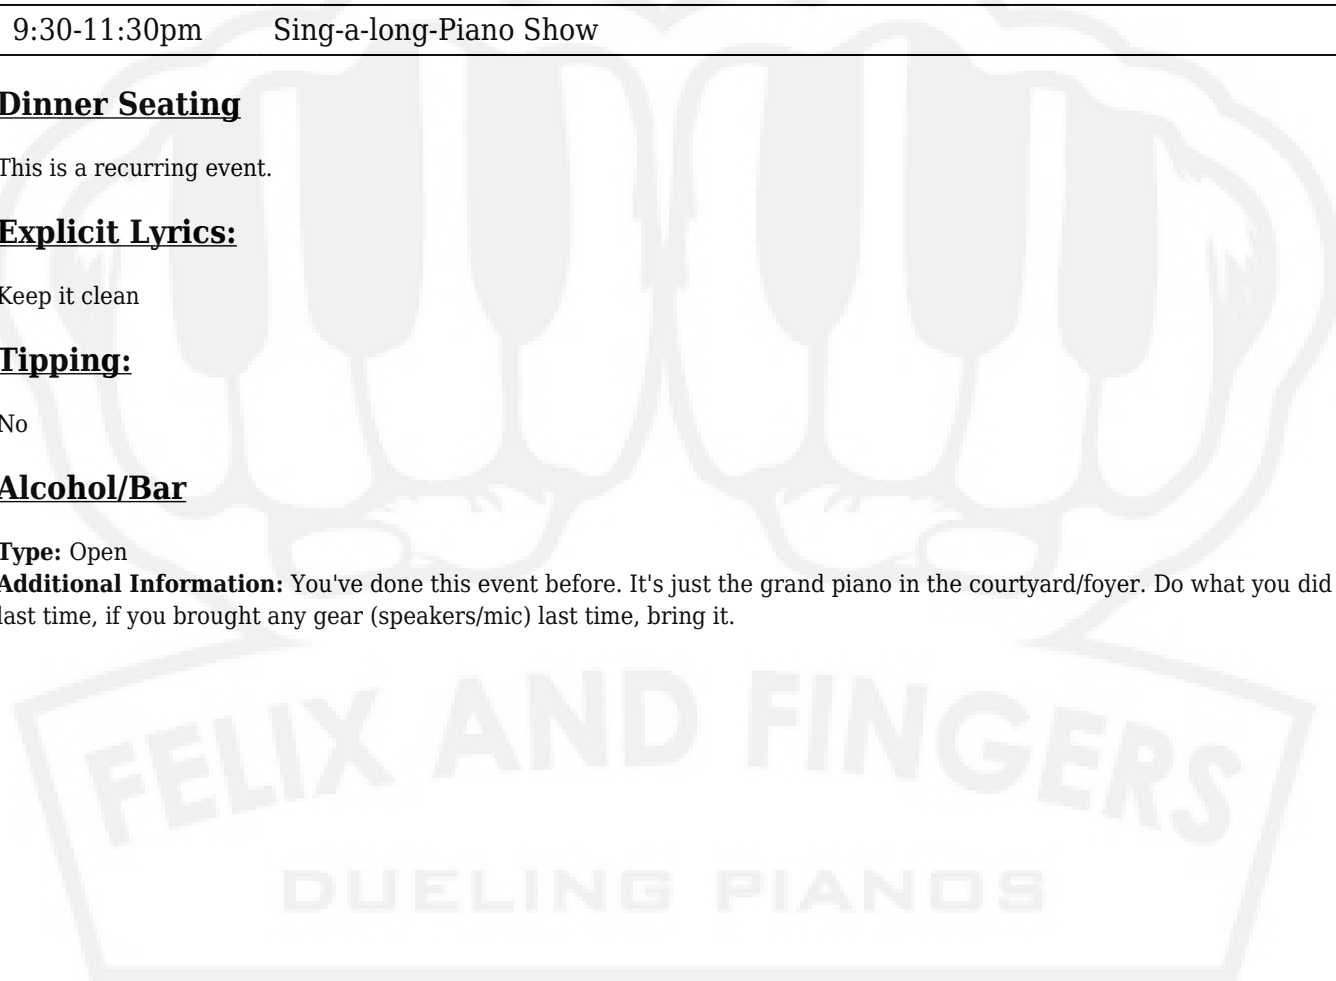 9:30-11:30pm Sing-a-long-Piano Show
Dinner Seating
This is a recurring event.
Explicit Lyrics:
Keep it clean
Tipping:
No
Alcohol/Bar
Type: Open
Additional Information: You've done this event before. It's just the grand piano in the courtyard/foyer. Do what you did
last time, if you brought any gear (speakers/mic) last time, bring it.
FELIX AND FINGERS
DUELING PIANOS